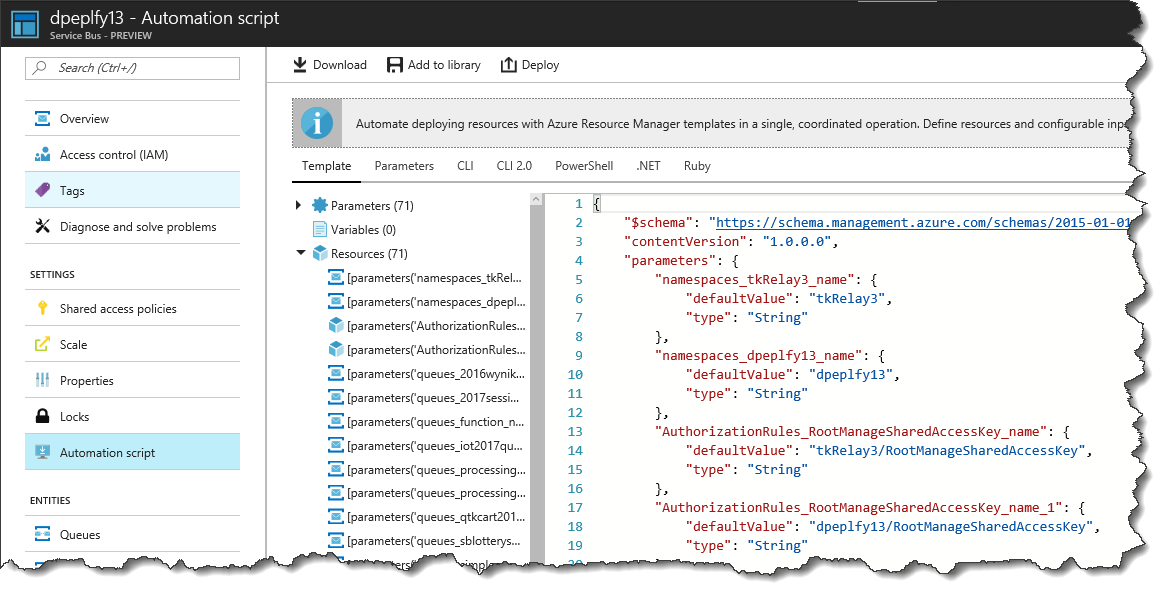 dpeplfy13 - Automation script
Service Bus - PREVIEW
Search (Ctrl+/)
Overview
Access control (IAM)
Tags
Diagnose and solve problems
SETTINGS
Shared access policies
Scale
Properties
Locks
Automation script
ENTITIES
Queues
Download Add to library Deploy
Automate deploying resources with Azure Resource Manager templates in a single, coordinated operation. Define resources and configurable inpu
Template Parameters CLI CLI 2.0 PowerShell .NET Ruby
Parameters (71)
Variables (0)
Resources (71)
[parameters('namespaces_tkRel...
[parameters('namespaces_dpepl...
[parameters('AuthorizationRules...
[parameters('AuthorizationRules...
[parameters('queues_2016wynik...
[parameters('queues_2017sessi...
[parameters('queues_function_n...
[parameters('queues_iot2017qu...
[parameters('queues_processing...
[parameters('queues_processing...
[parameters('queues_qtkcart201...
[parameters('queues_sblotterys...
1 {
2 "$schema": "https://schema.management.azure.com/schemas/2015-01-01
3 "contentVersion": "1.0.0.0",
4 "parameters": {
5 "namespaces_tkRelay3_name": {
6 "defaultValue": "tkRelay3",
7 "type": "String"
8 },
9 "namespaces_dpeplfy13_name": {
10 "defaultValue": "dpeplfy13",
11 "type": "String"
12 },
13 "AuthorizationRules_RootManageSharedAccessKey_name": {
14 "defaultValue": "tkRelay3/RootManageSharedAccessKey",
15 "type": "String"
16 },
17 "AuthorizationRules_RootManageSharedAccessKey_name_1": {
18 "defaultValue": "dpeplfy13/RootManageSharedAccessKey",
19 "type": "String"